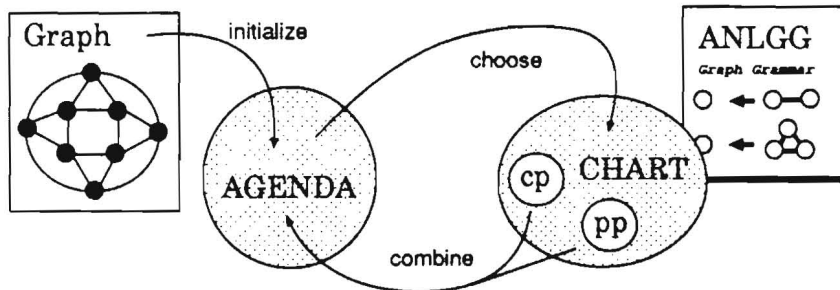 Graph
initialize
choose
ANLGG
Graph Grammar
AGENDA
CHART
cp
pp
combine